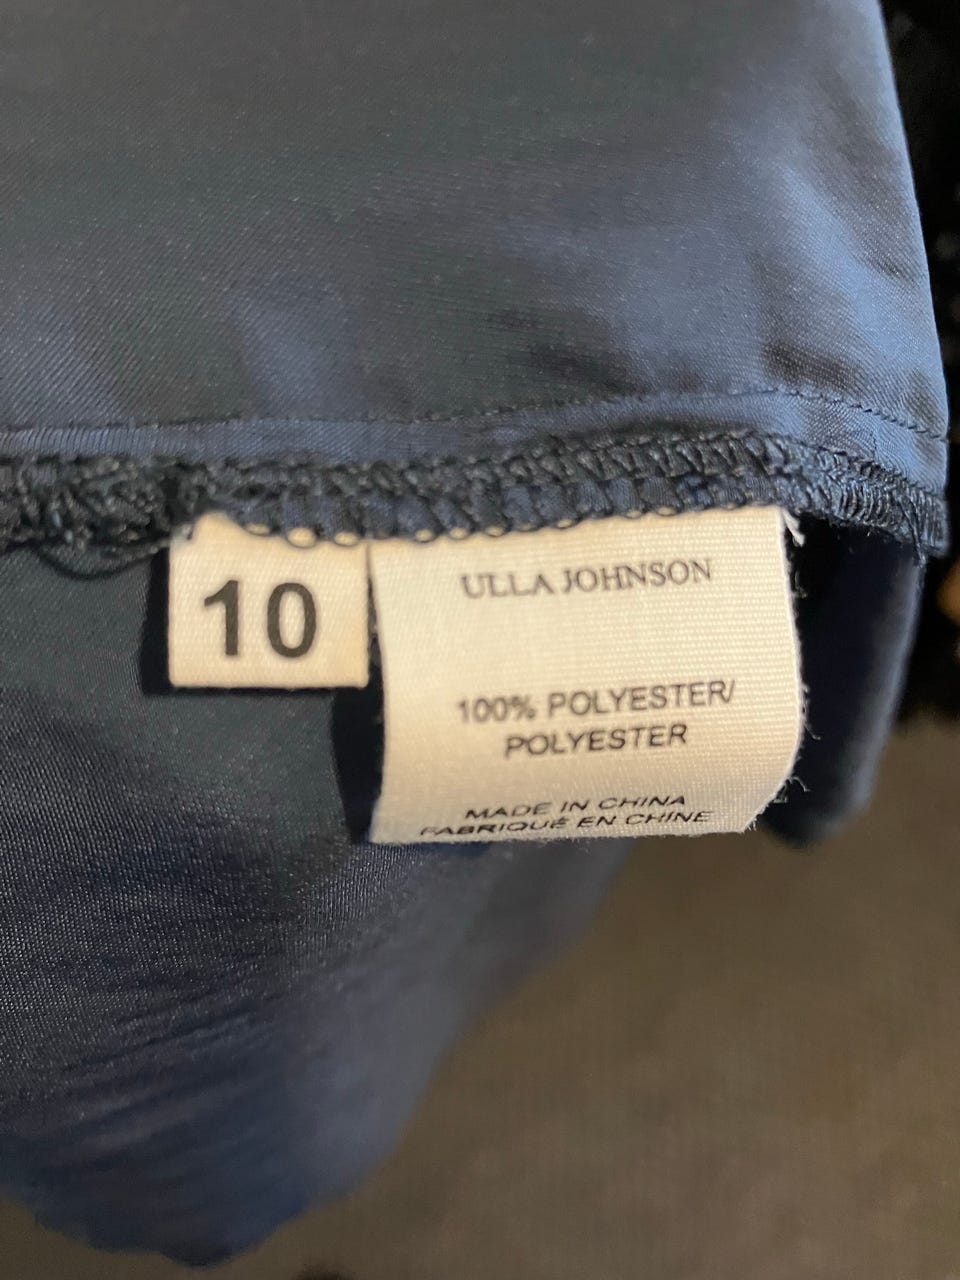 10
ULLA JOHNSON
100% POLYESTER/
POLYESTER
MADE IN CHINA
FABRIQUÉ EN CHINE